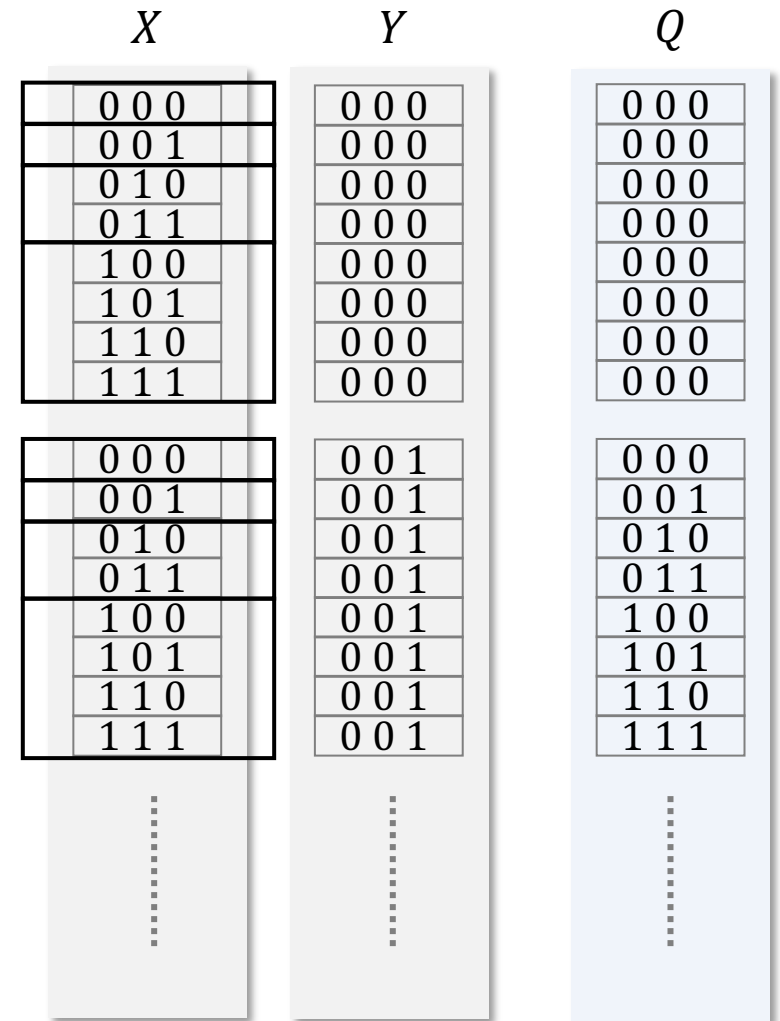 X Y Q
0 0 0 0 0 0 0 0 0
0 0 1 0 0 0 0 0 0
0 1 0 0 0 0 0 0 0
0 1 1 0 0 0 0 0 0
1 0 0 0 0 0 0 0 0
1 0 1 0 0 0 0 0 0
1 1 0 0 0 0 0 0 0
1 1 1 0 0 0 0 0 0
0 0 0 0 0 1 0 0 0
0 0 1 0 0 1 0 0 1
0 1 0 0 0 1 0 1 0
0 1 1 0 0 1 0 1 1
1 0 0 0 0 1 1 0 0
1 0 1 0 0 1 1 0 1
1 1 0 0 0 1 1 1 0
1 1 1 0 0 1 1 1 1